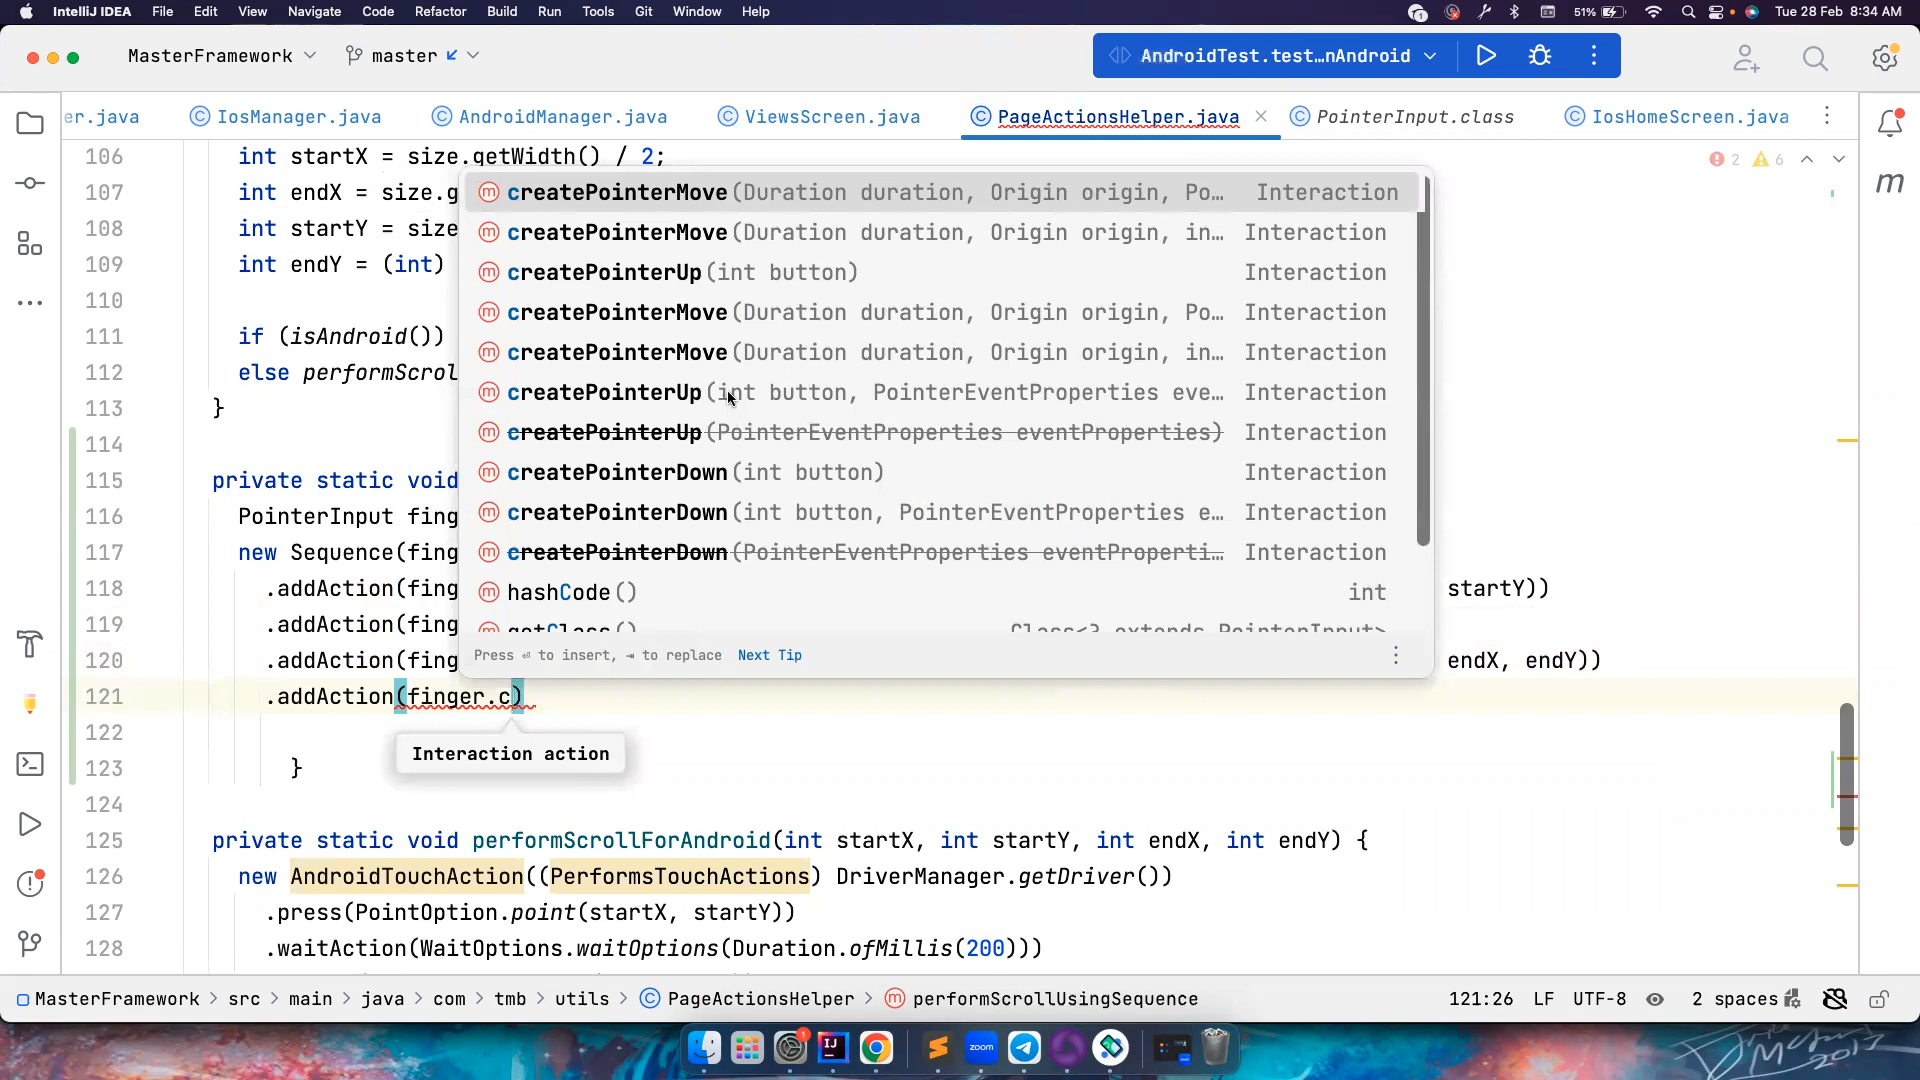 IntelliJ IDEA File Edit View Navigate Code Refactor Build Run Tools Git Window Help 1 51% Tue 28 Feb 8:34 AM
MasterFramework master AndroidTest.test…nAndroid
er.java IosManager.java AndroidManager.java ViewsScreen.java PageActionsHelper.java PointerInput.class IosHomeScreen.java
106 int startX = size.getWidth() / 2; 2 6
107 int endX = size.g
108 int startY = size
109 int endY = (int)
110
111 if (isAndroid())
112 else performScrol
113 }
114
115 private static void
116 PointerInput fing
117 new Sequence(fing
118 .addAction(fing startY))
119 .addAction(fing
120 .addAction(fing endX, endY))
121 .addAction(finger.c)
122
123 }
124
125 private static void performScrollForAndroid(int startX, int startY, int endX, int endY) {
126 new AndroidTouchAction((PerformsTouchActions) DriverManager.getDriver())
127 .press(PointOption.point(startX, startY))
128 .waitAction(WaitOptions.waitOptions(Duration.ofMillis(200)))
createPointerMove(Duration duration, Origin origin, Po… Interaction
createPointerMove(Duration duration, Origin origin, in… Interaction
createPointerUp(int button) Interaction
createPointerMove(Duration duration, Origin origin, Po… Interaction
createPointerMove(Duration duration, Origin origin, in… Interaction
createPointerUp(int button, PointerEventProperties eve… Interaction
createPointerUp(PointerEventProperties eventProperties) Interaction
createPointerDown(int button) Interaction
createPointerDown(int button, PointerEventProperties e… Interaction
createPointerDown(PointerEventProperties eventProperti… Interaction
hashCode() int
getClass() Class<? extends PointerInput>
Press ⏎ to insert, ⇥ to replace Next Tip
Interaction action
MasterFramework > src > main > java > com > tmb > utils > PageActionsHelper > performScrollUsingSequence 121:26 LF UTF-8 2 spaces
1 zoom